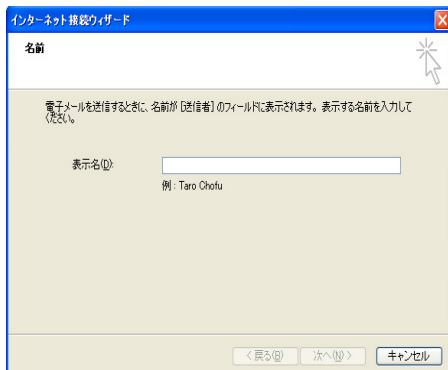 インターネット接続ウィザード
名前
電子メールを送信するときに、名前が [送信者] のフィールドに表示されます。表示する名前を入力して
ください。
表示名(D):
例 : Taro Chofu
< 戻る(B) 次へ(N) > キャンセル